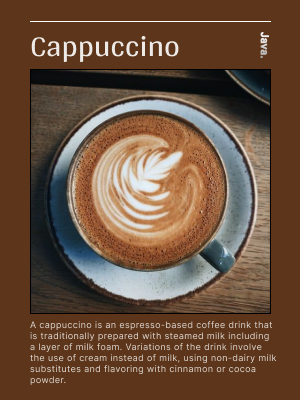 Cappuccino
Java.
A cappuccino is an espresso-based coffee drink that
is traditionally prepared with steamed milk including
a layer of milk foam. Variations of the drink involve
the use of cream instead of milk, using non-dairy milk
substitutes and flavoring with cinnamon or cocoa
powder.